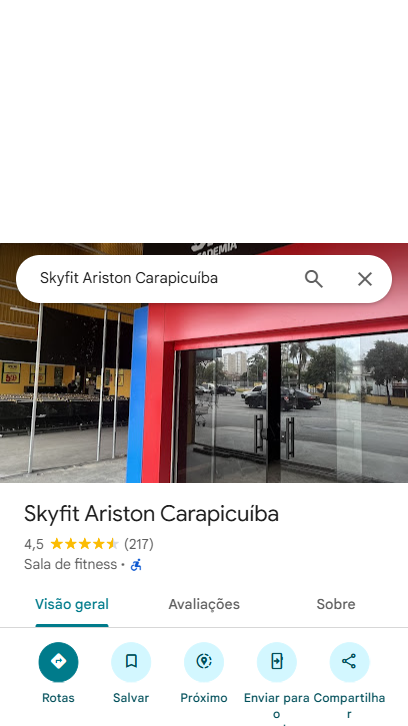 ACADEMIA
Skyfit Ariston Carapicuíba
Skyfit Ariston Carapicuíba
4,5 (217)
Sala de fitness ·
Visão geral Avaliações Sobre
Rotas Salvar Próximo Enviar para o Compartilhar